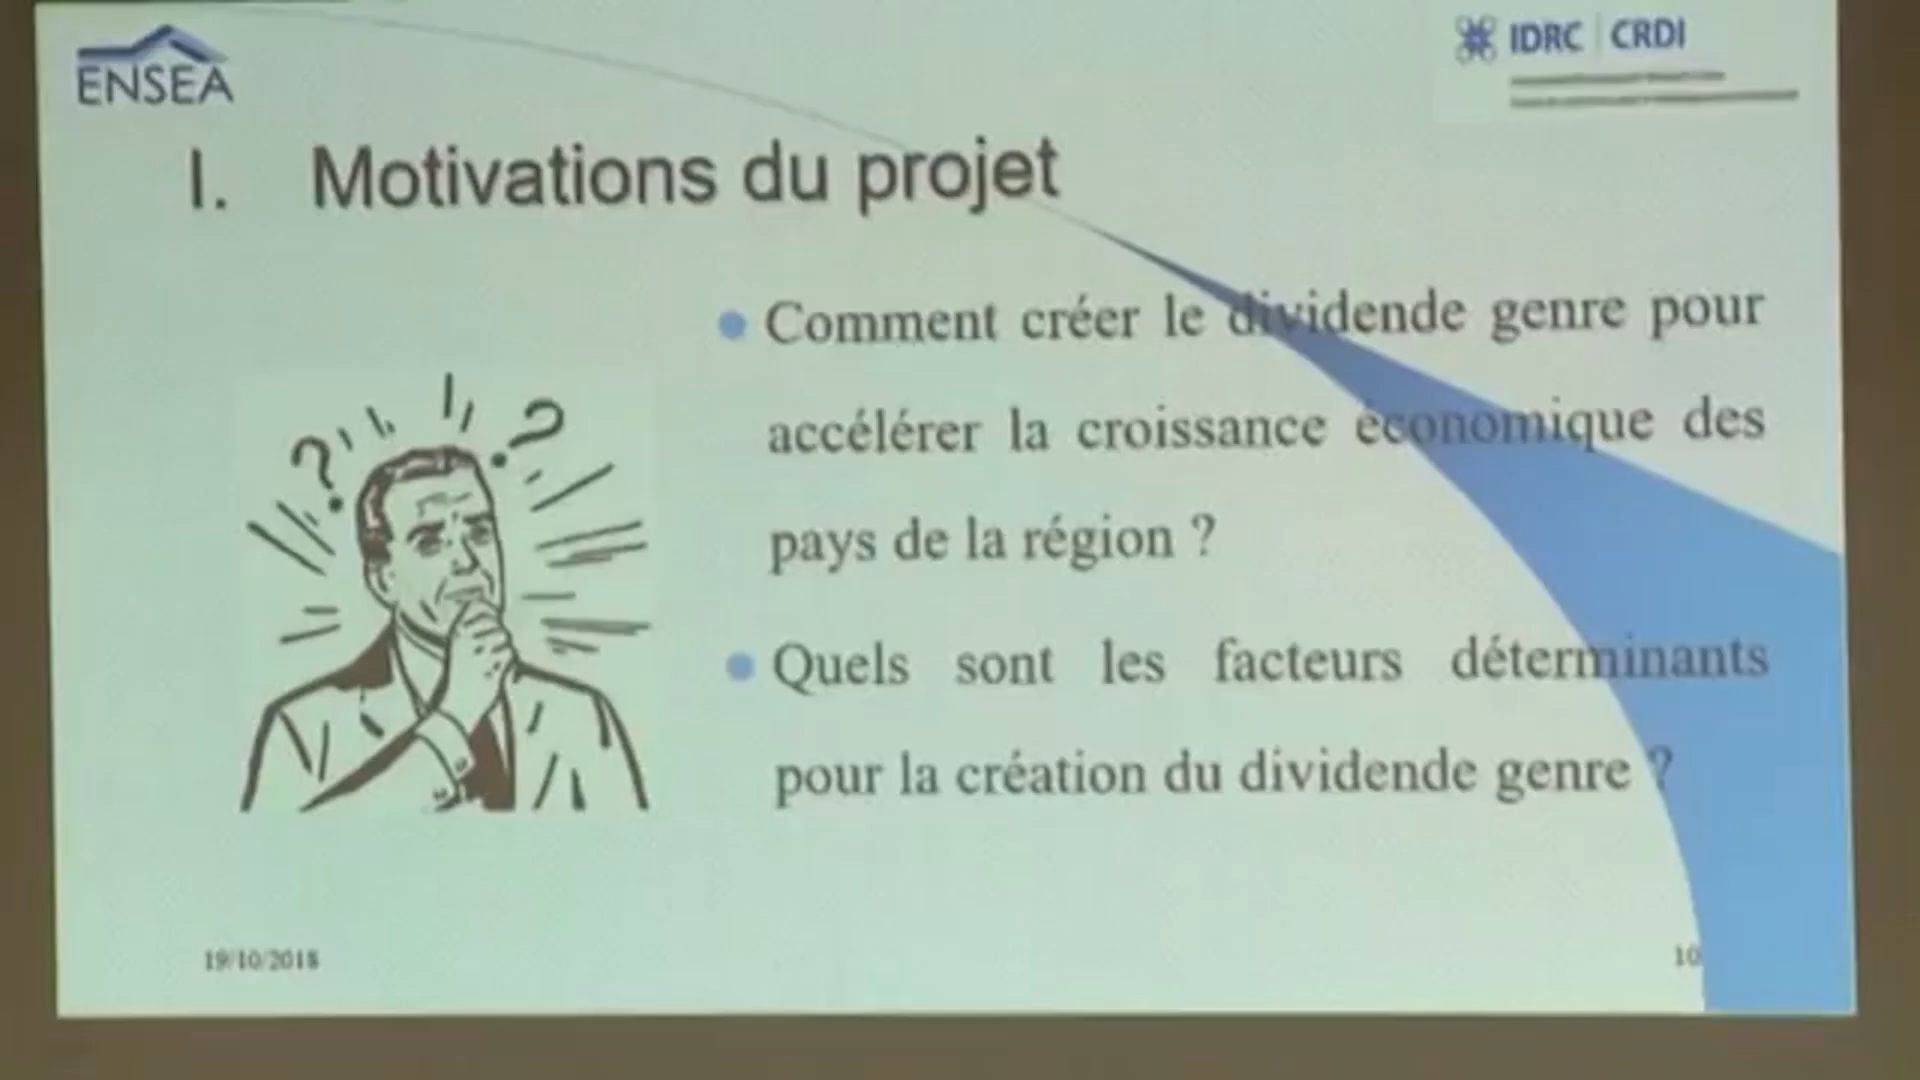 ENSEA
IDRC | CRDI
I. Motivations du projet
• Comment créer le dividende genre pour
accélérer la croissance économique des
pays de la région ?
• Quels sont les facteurs déterminants
pour la création du dividende genre ?
19/10/2018
10